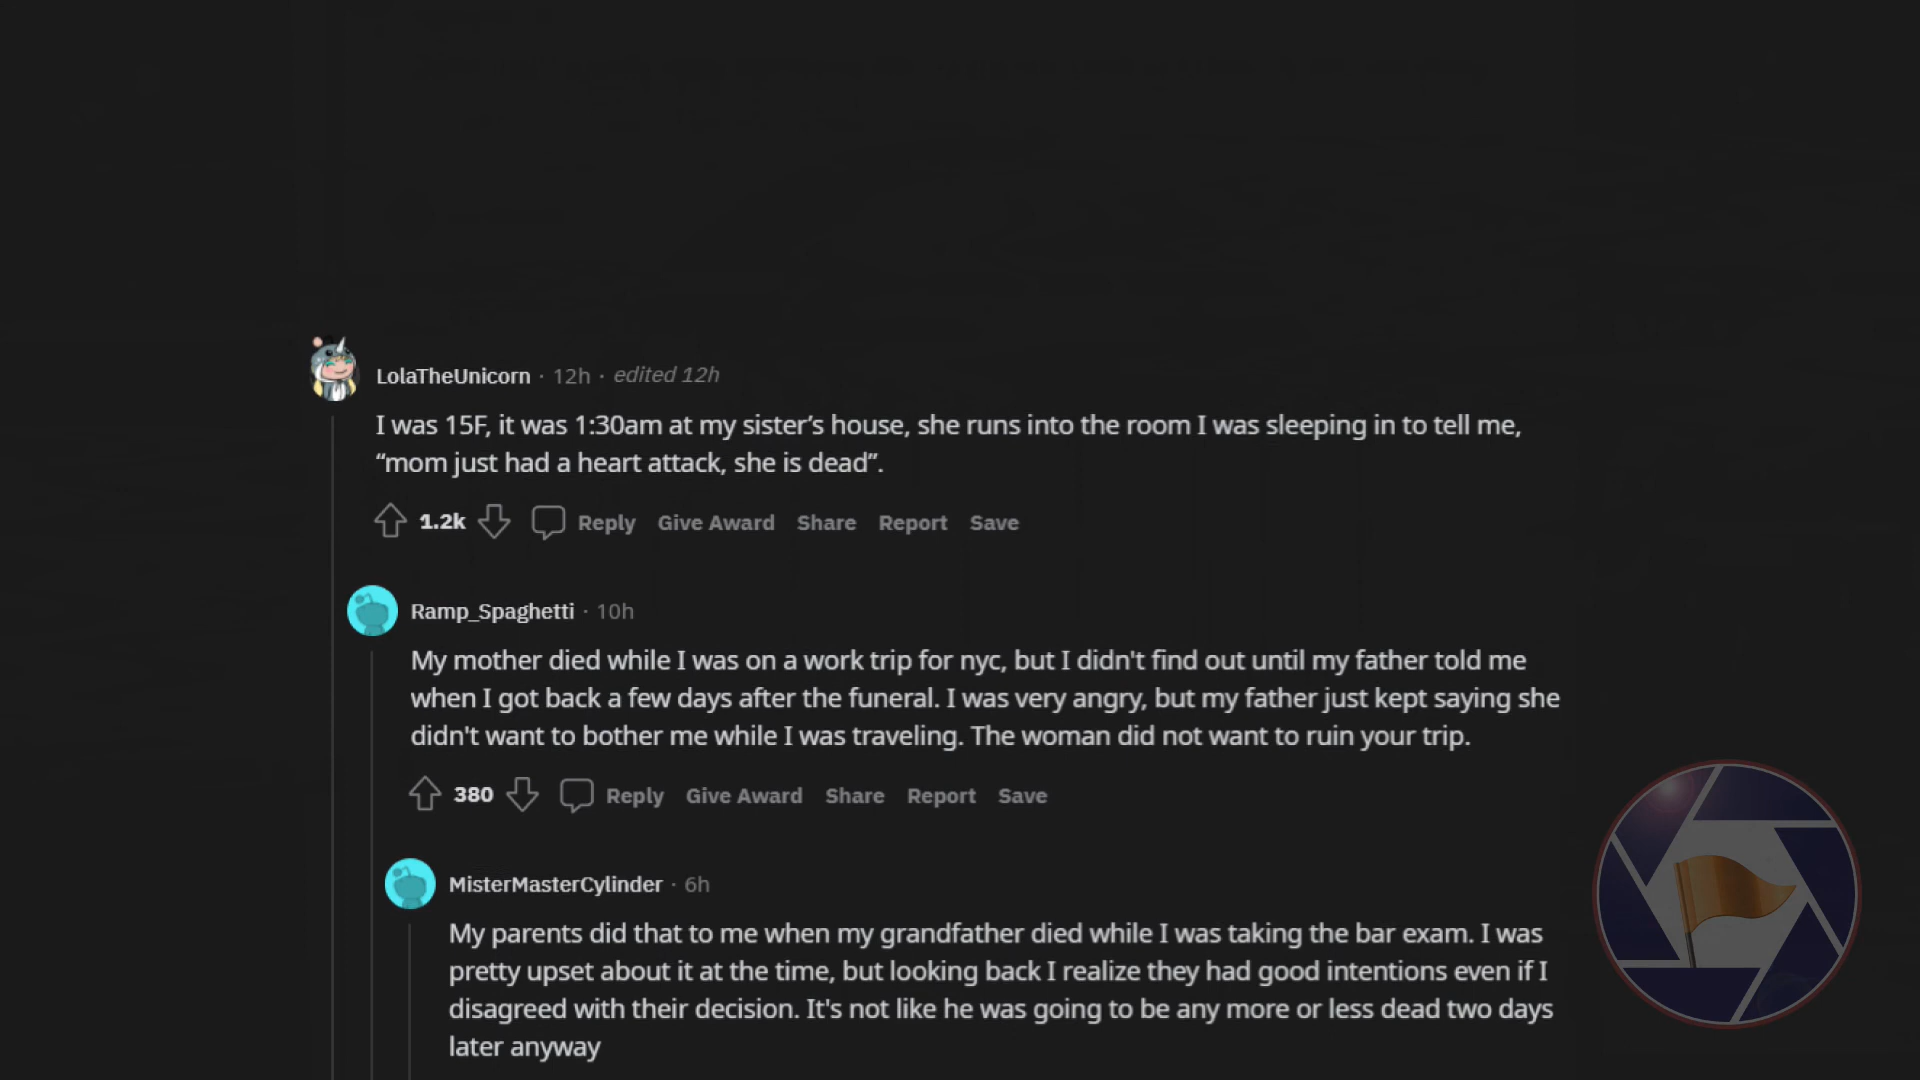 LolaTheUnicorn · 12h · edited 12h
I was 15F, it was 1:30am at my sister’s house, she runs into the room I was sleeping in to tell me,
“mom just had a heart attack, she is dead”.
1.2k Reply Give Award Share Report Save
Ramp_Spaghetti · 10h
My mother died while I was on a work trip for nyc, but I didn't find out until my father told me
when I got back a few days after the funeral. I was very angry, but my father just kept saying she
didn't want to bother me while I was traveling. The woman did not want to ruin your trip.
380 Reply Give Award Share Report Save
MisterMasterCylinder · 6h
My parents did that to me when my grandfather died while I was taking the bar exam. I was
pretty upset about it at the time, but looking back I realize they had good intentions even if I
disagreed with their decision. It's not like he was going to be any more or less dead two days
later anyway